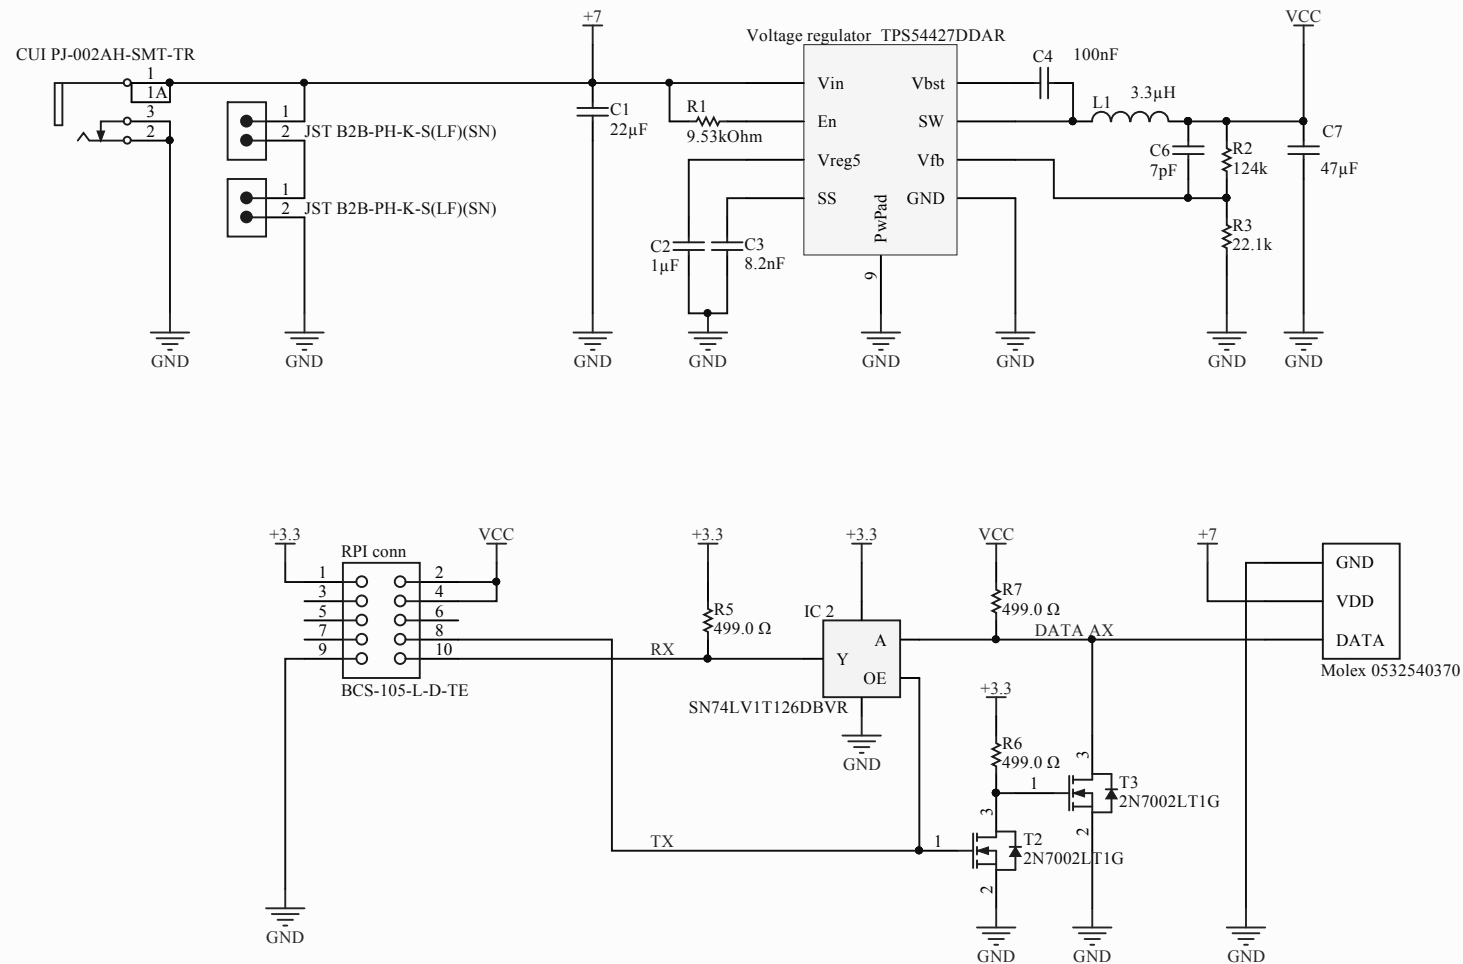 +7
VCC
CUI PJ-002AH-SMT-TR
Voltage regulator TPS54427DDAR
C4
100nF
1
1A
3
2
Vin
Vbst
L1
3.3µH
1
2
JST B2B-PH-K-S(LF)(SN)
C1
22µF
R1
9.53kOhm
En
SW
C7
47µF
Vreg5
Vfb
C6
7pF
R2
124k
1
2
JST B2B-PH-K-S(LF)(SN)
SS
GND
PwPad
R3
22.1k
C2
1µF
C3
8.2nF
9
GND
GND
GND
GND
GND
GND
GND
GND
+3.3
VCC
+3.3
+3.3
VCC
+7
RPI conn
1
2
3
4
5
6
7
8
9
10
BCS-105-L-D-TE
R5
499.0 Ω
RX
IC 2
A
Y
OE
SN74LV1T126DBVR
GND
R7
499.0 Ω
DATA_AX
GND
VDD
DATA
Molex 0532540370
+3.3
R6
499.0 Ω
3
1
T3
2N7002LT1G
2
TX
3
1
T2
2N7002LT1G
2
GND
GND
GND
GND